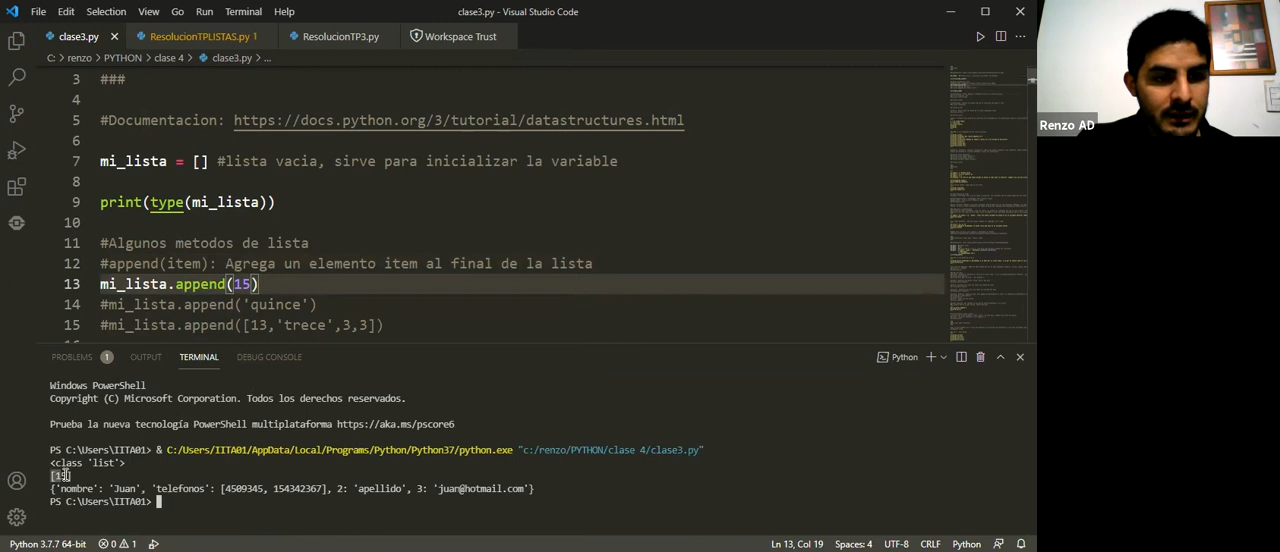 File Edit Selection View Go Run Terminal Help clase3.py - Visual Studio Code
clase3.py ResolucionTPLISTAS.py 1 ResolucionTP3.py Workspace Trust
C: > renzo > PYTHON > clase 4 > clase3.py > ...
3 ###
4
5 #Documentacion: https://docs.python.org/3/tutorial/datastructures.html
6
7 mi_lista = [] #lista vacia, sirve para inicializar la variable
8
9 print(type(mi_lista))
10
11 #Algunos metodos de lista
12 #append(item): Agrega un elemento item al final de la lista
13 mi_lista.append(15)
14 #mi_lista.append('quince')
15 #mi_lista.append([13,'trece',3,3])
Renzo AD
PROBLEMS 1 OUTPUT TERMINAL DEBUG CONSOLE Python
Windows PowerShell
Copyright (C) Microsoft Corporation. Todos los derechos reservados.
Prueba la nueva tecnología PowerShell multiplataforma https://aka.ms/pscore6
PS C:\Users\IITA01> & C:/Users/IITA01/AppData/Local/Programs/Python/Python37/python.exe "c:/renzo/PYTHON/clase 4/clase3.py"
<class 'list'>
[15]
{'nombre': 'Juan', 'telefonos': [4509345, 154342367], 2: 'apellido', 3: 'juan@hotmail.com'}
PS C:\Users\IITA01>
Python 3.7.7 64-bit 0 1 Ln 13, Col 19 Spaces: 4 UTF-8 CRLF Python